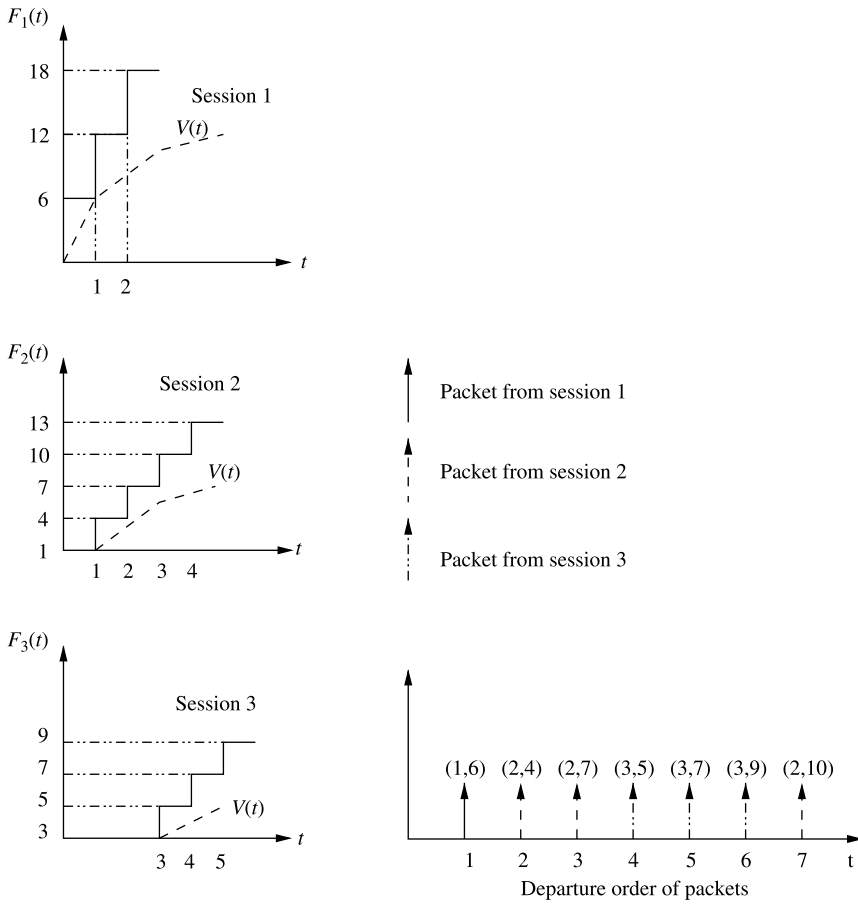 F1(t)
18
12
6
Session 1
V(t)
t
1 2
F2(t)
13
10
7
4
1
Session 2
V(t)
t
1 2 3 4
Packet from session 1
Packet from session 2
Packet from session 3
F3(t)
9
7
5
3
Session 3
V(t)
t
3 4 5
(1,6) (2,4) (2,7) (3,5) (3,7) (3,9) (2,10)
1 2 3 4 5 6 7 t
Departure order of packets